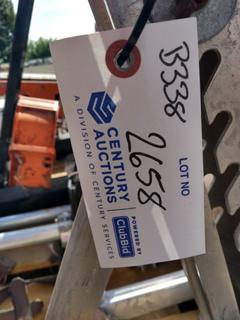 B338
LOT NO
2658
CENTURY
AUCTIONS
A DIVISION OF CENTURY SERVICES
POWERED BY
ClubBid